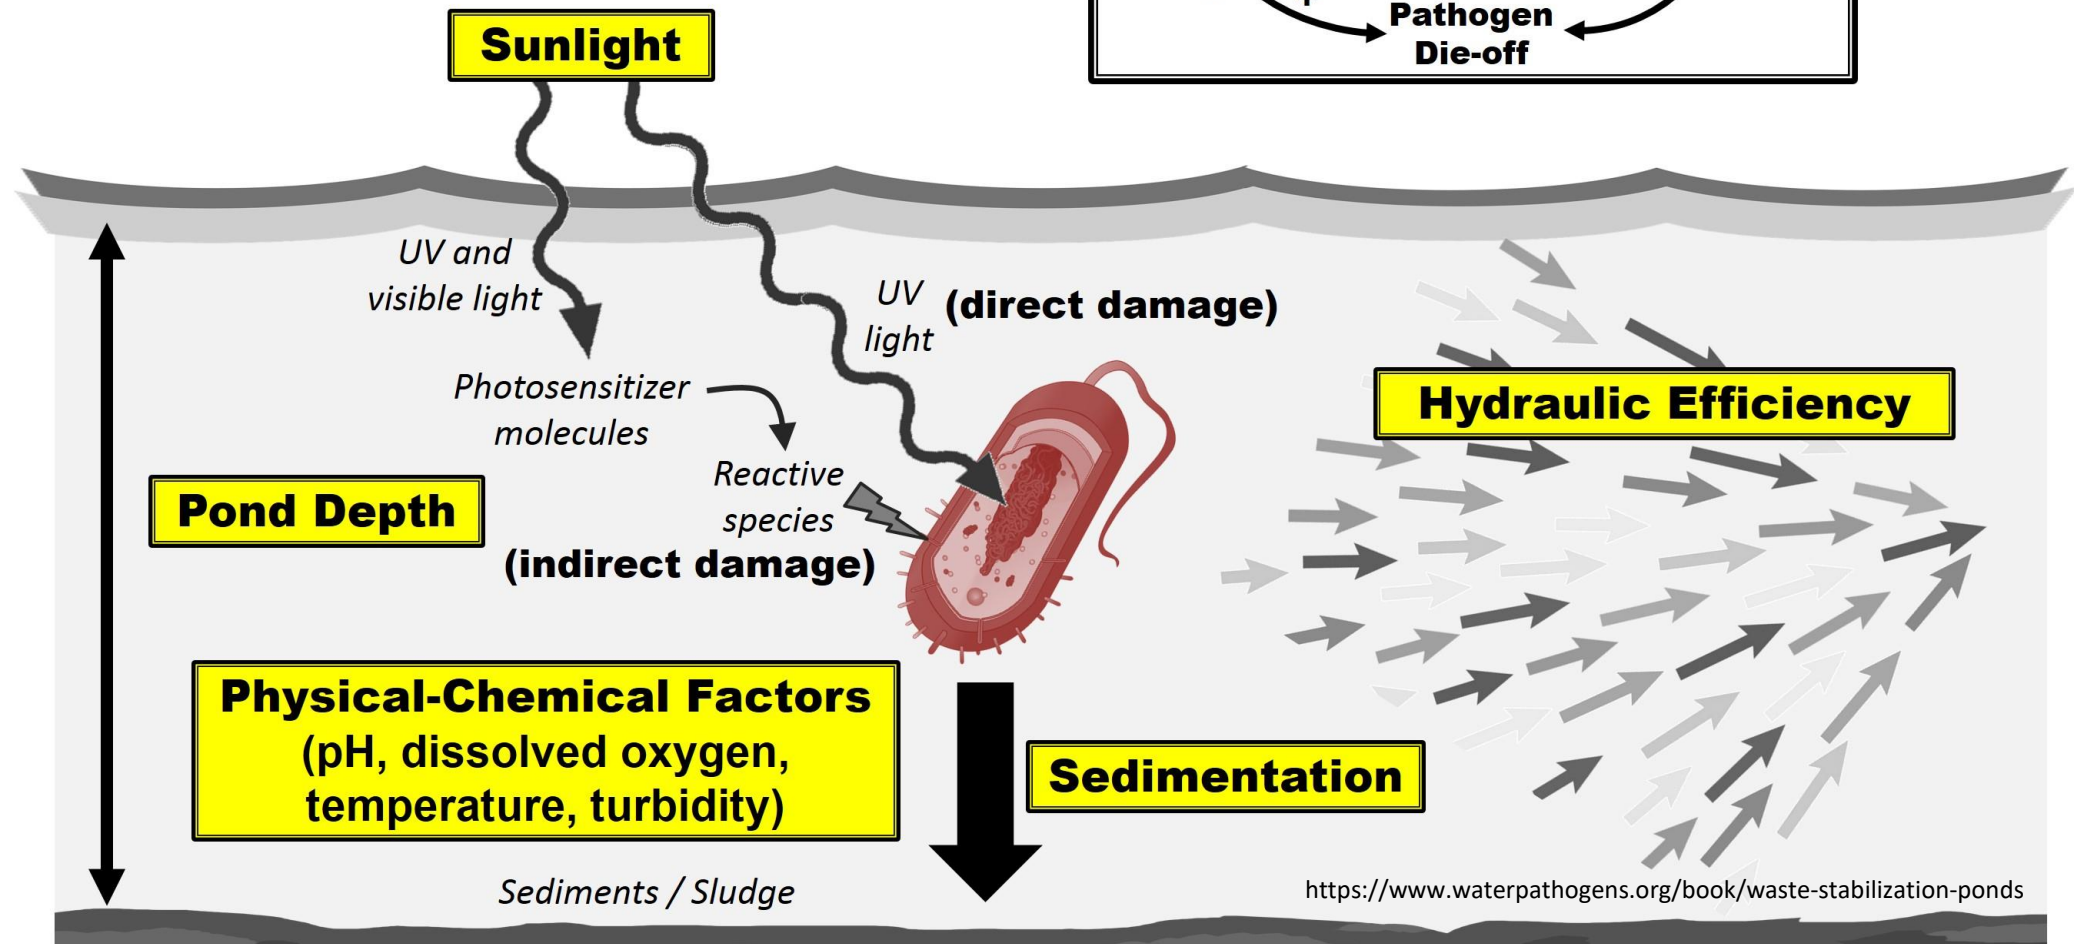 Pathogen
Die-off
Sunlight
UV and
visible light
UV
light
(direct damage)
Photosensitizer
molecules
Hydraulic Efficiency
Reactive
species
Pond Depth
(indirect damage)
Physical-Chemical Factors
(pH, dissolved oxygen,
temperature, turbidity)
Sedimentation
Sediments / Sludge
https://www.waterpathogens.org/book/waste-stabilization-ponds